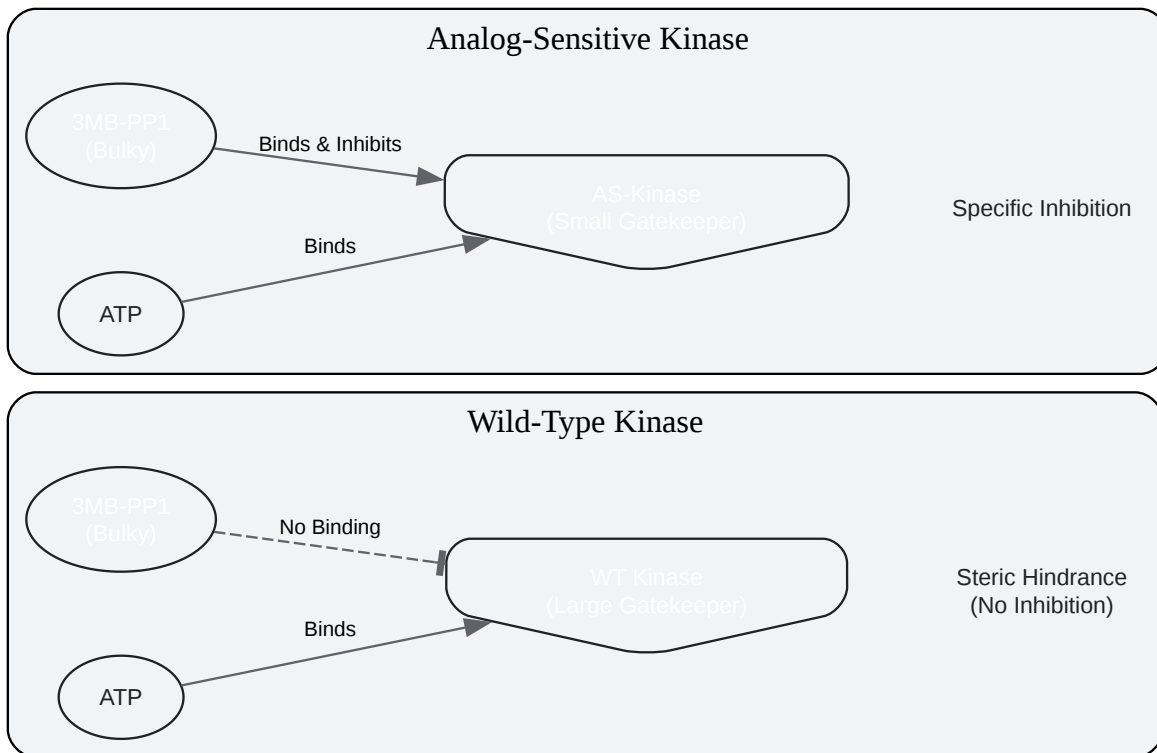 Analog-Sensitive Kinase
3MB-PP1
(Bulky)
Binds & Inhibits
AS-Kinase
(Small Gatekeeper)
Specific Inhibition
Binds
ATP
Wild-Type Kinase
3MB-PP1
(Bulky)
No Binding
WT Kinase
(Large Gatekeeper)
Steric Hindrance
(No Inhibition)
Binds
ATP